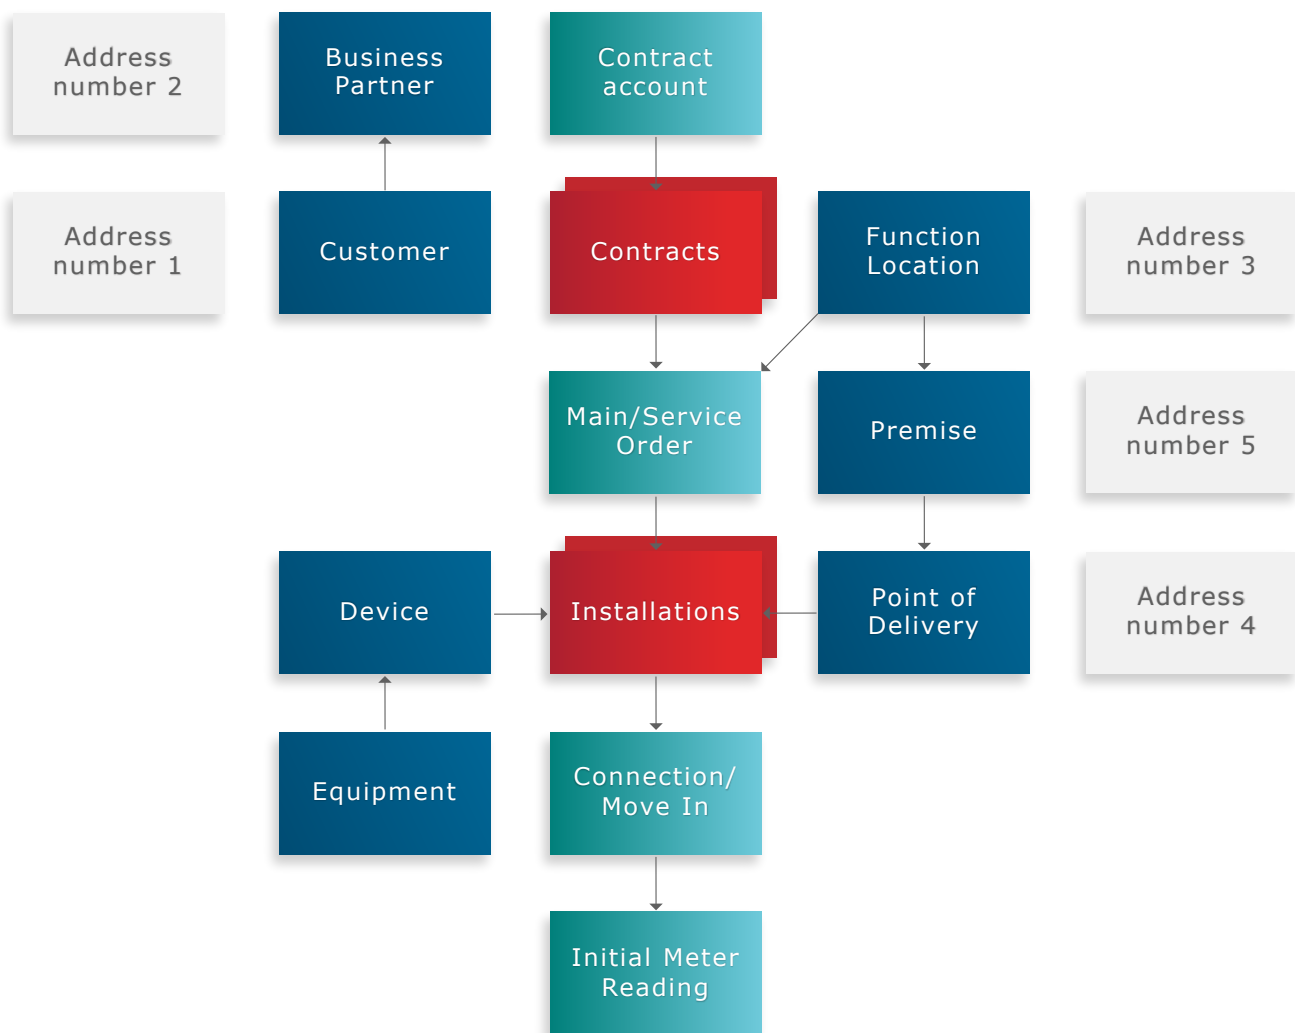 Address
number 2
Business
Partner
Contract
account
Address
number 1
Customer
Contracts
Function
Location
Address
number 3
Main/Service
Order
Premise
Address
number 5
Device
Installations
Point of
Delivery
Address
number 4
Equipment
Connection/
Move In
Initial Meter
Reading